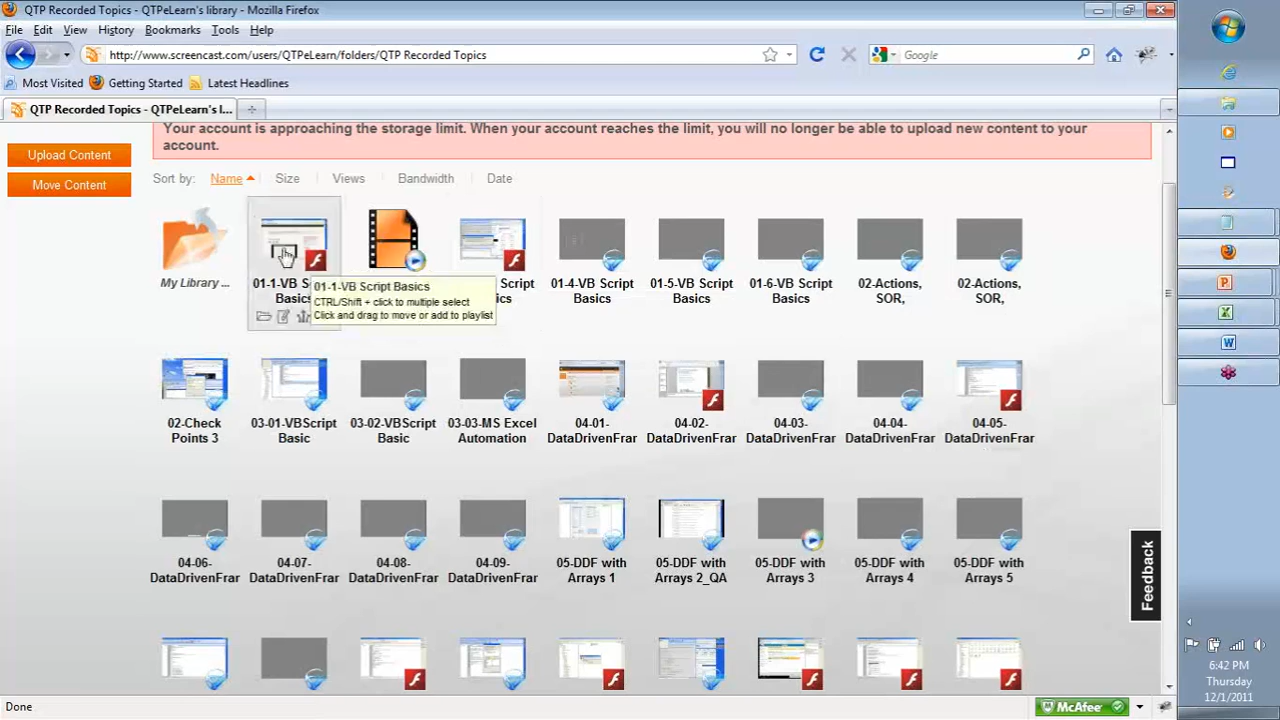 QTP Recorded Topics - QTPeLearn's library - Mozilla Firefox
File Edit View History Bookmarks Tools Help
http://www.screencast.com/users/QTPeLearn/folders/QTP Recorded Topics
Google
Most Visited Getting Started Latest Headlines
QTP Recorded Topics - QTPeLearn's l...
Your account is approaching the storage limit. When your account reaches the limit, you will no longer be able to upload new content to your
account.
Upload Content
Move Content
Sort by: Name Size Views Bandwidth Date
My Library ...
01-1-VB S
Basics
01-1-VB Script Basics
CTRL/Shift + click to multiple select
Click and drag to move or add to playlist
Script
ics
01-4-VB Script
Basics
01-5-VB Script
Basics
01-6-VB Script
Basics
02-Actions,
SOR,
02-Actions,
SOR,
02-Check
Points 3
03-01-VBScript
Basic
03-02-VBScript
Basic
03-03-MS Excel
Automation
04-01-
DataDrivenFrar
04-02-
DataDrivenFrar
04-03-
DataDrivenFrar
04-04-
DataDrivenFrar
04-05-
DataDrivenFrar
04-06-
DataDrivenFrar
04-07-
DataDrivenFrar
04-08-
DataDrivenFrar
04-09-
DataDrivenFrar
05-DDF with
Arrays 1
05-DDF with
Arrays 2_QA
05-DDF with
Arrays 3
05-DDF with
Arrays 4
05-DDF with
Arrays 5
Feedback
Done
McAfee
6:42 PM
Thursday
12/1/2011